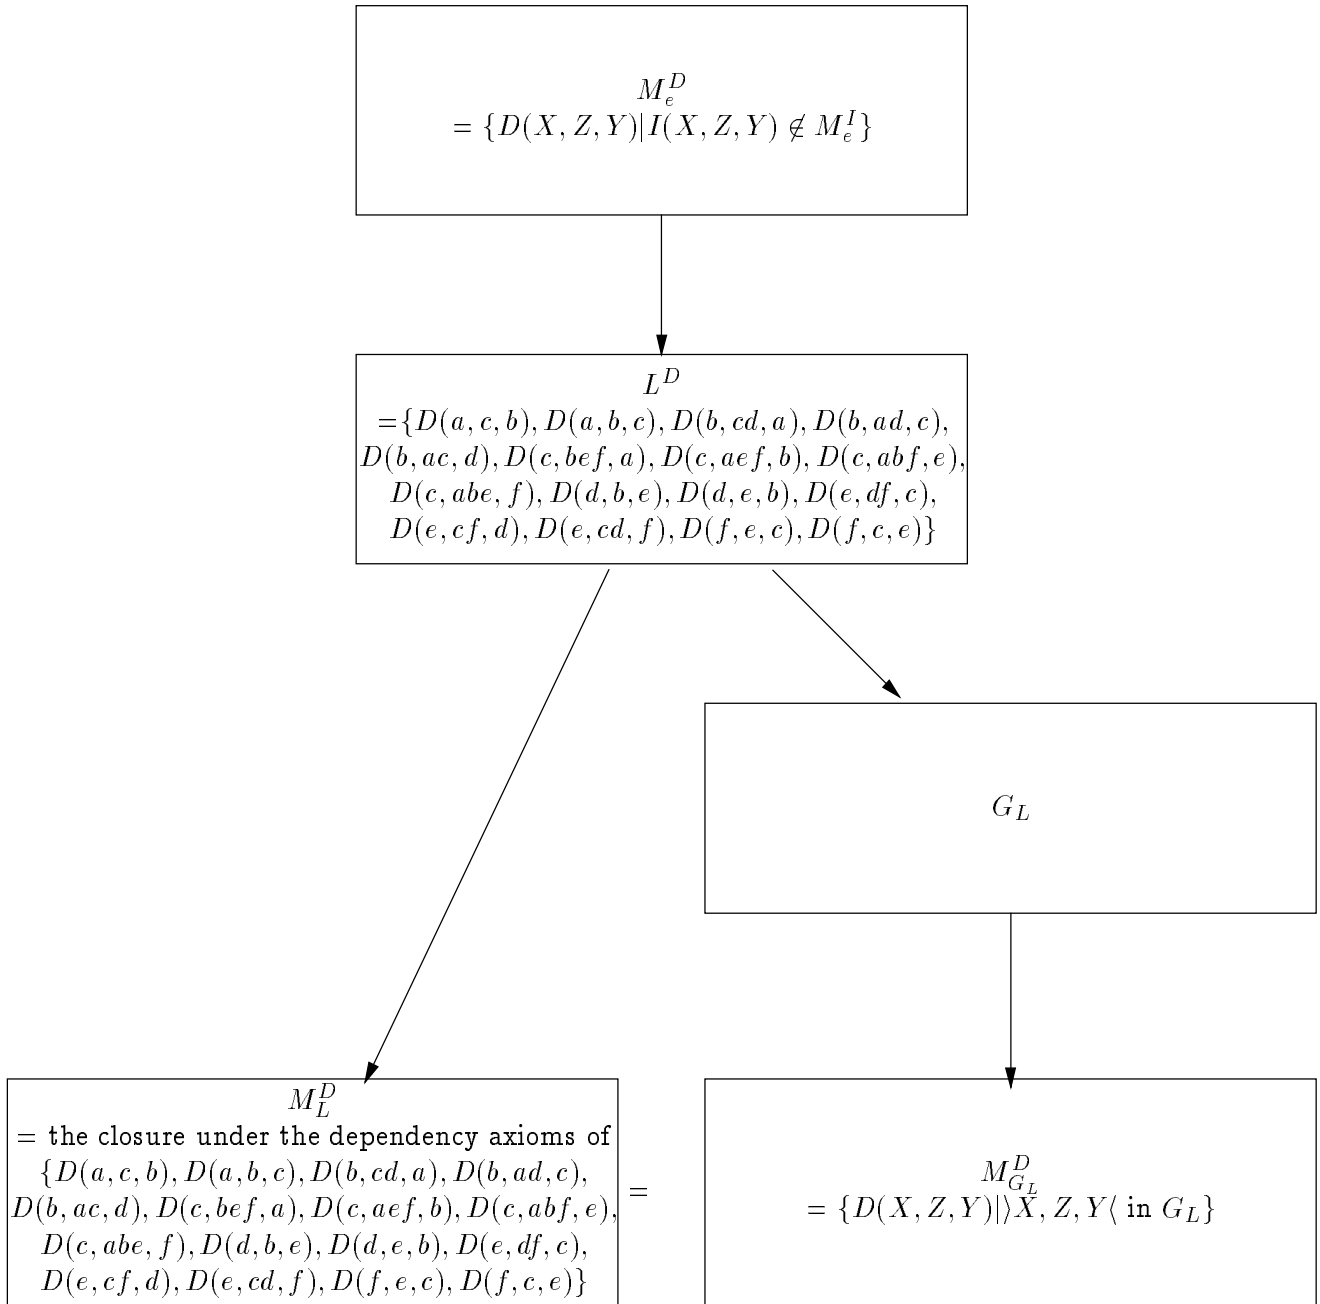 M_e^D
= {D(X, Z, Y)|I(X, Z, Y) ∉ M_e^I}
L^D
={D(a, c, b), D(a, b, c), D(b, cd, a), D(b, ad, c),
D(b, ac, d), D(c, bef, a), D(c, aef, b), D(c, abf, e),
D(c, abe, f), D(d, b, e), D(d, e, b), D(e, df, c),
D(e, cf, d), D(e, cd, f), D(f, e, c), D(f, c, e)}
G_L
M_L^D
= the closure under the dependency axioms of
{D(a, c, b), D(a, b, c), D(b, cd, a), D(b, ad, c),
D(b, ac, d), D(c, bef, a), D(c, aef, b), D(c, abf, e),
D(c, abe, f), D(d, b, e), D(d, e, b), D(e, df, c),
D(e, cf, d), D(e, cd, f), D(f, e, c), D(f, c, e)}
=
M_{G_L}^D
= {D(X, Z, Y)|⟩X, Z, Y⟨ in G_L}